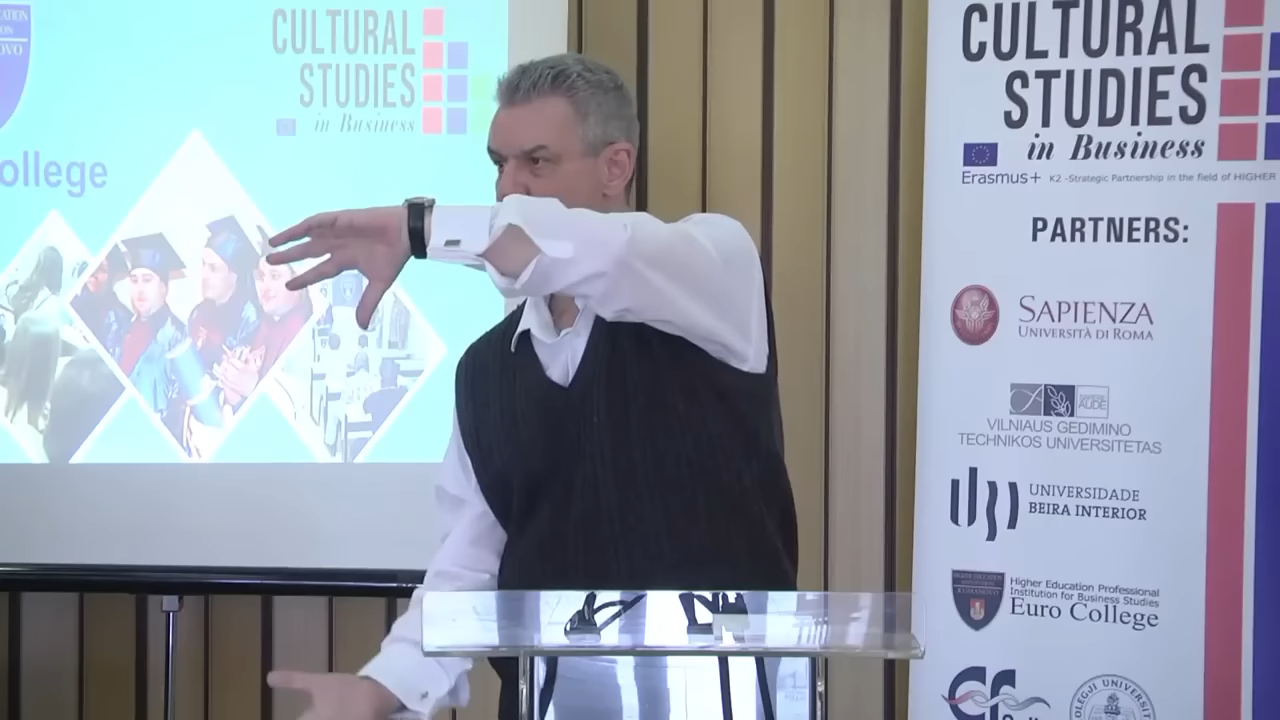 CULTURAL
STUDIES
in Business
ollege
CULTURAL
STUDIES
in Business
Erasmus+ K2 -Strategic Partnership in the field of HIGHER
PARTNERS:
SAPIENZA
UNIVERSITÀ DI ROMA
VILNIAUS GEDIMINO
TECHNIKOS UNIVERSITETAS
UNIVERSIDADE
BEIRA INTERIOR
Higher Education Professional
Institution for Business Studies
Euro College